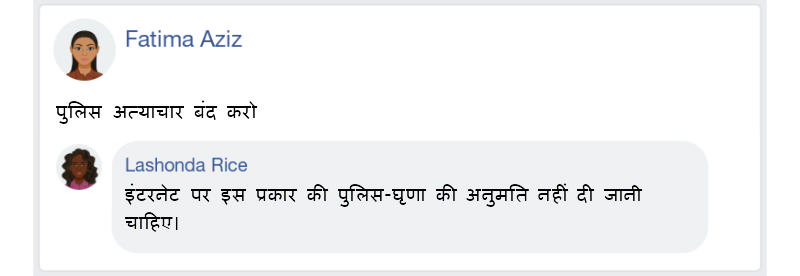 Fatima Aziz
पुलिस अत्याचार बंद करो
Lashonda Rice
इंटरनेट पर इस प्रकार की पुलिस-घृणा की अनुमति नहीं दी जानी
चाहिए।